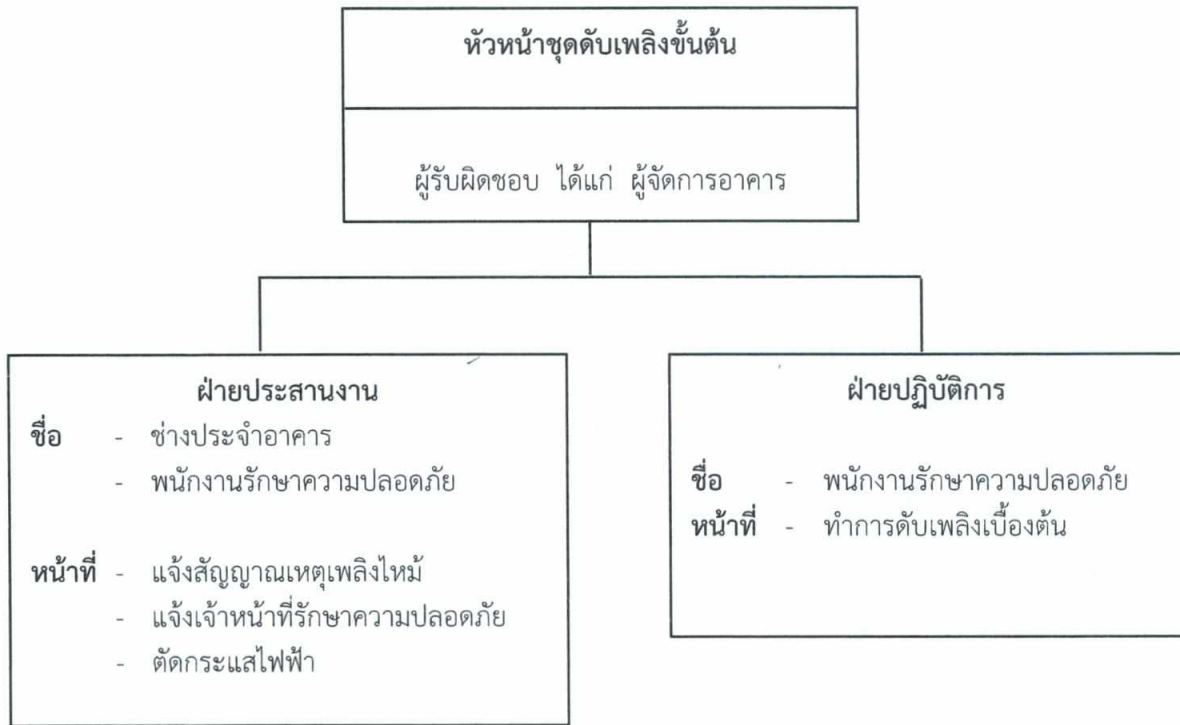 หัวหน้าชุดดับเพลิงขั้นต้น
ผู้รับผิดชอบ ได้แก่ ผู้จัดการอาคาร
ฝ่ายประสานงาน
ชื่อ - ช่างประจำอาคาร
- พนักงานรักษาความปลอดภัย
หน้าที่ - แจ้งสัญญาณเหตุเพลิงไหม้
- แจ้งเจ้าหน้าที่รักษาความปลอดภัย
- ตัดกระแสไฟฟ้า
ฝ่ายปฏิบัติการ
ชื่อ - พนักงานรักษาความปลอดภัย
หน้าที่ - ทำการดับเพลิงเบื้องต้น